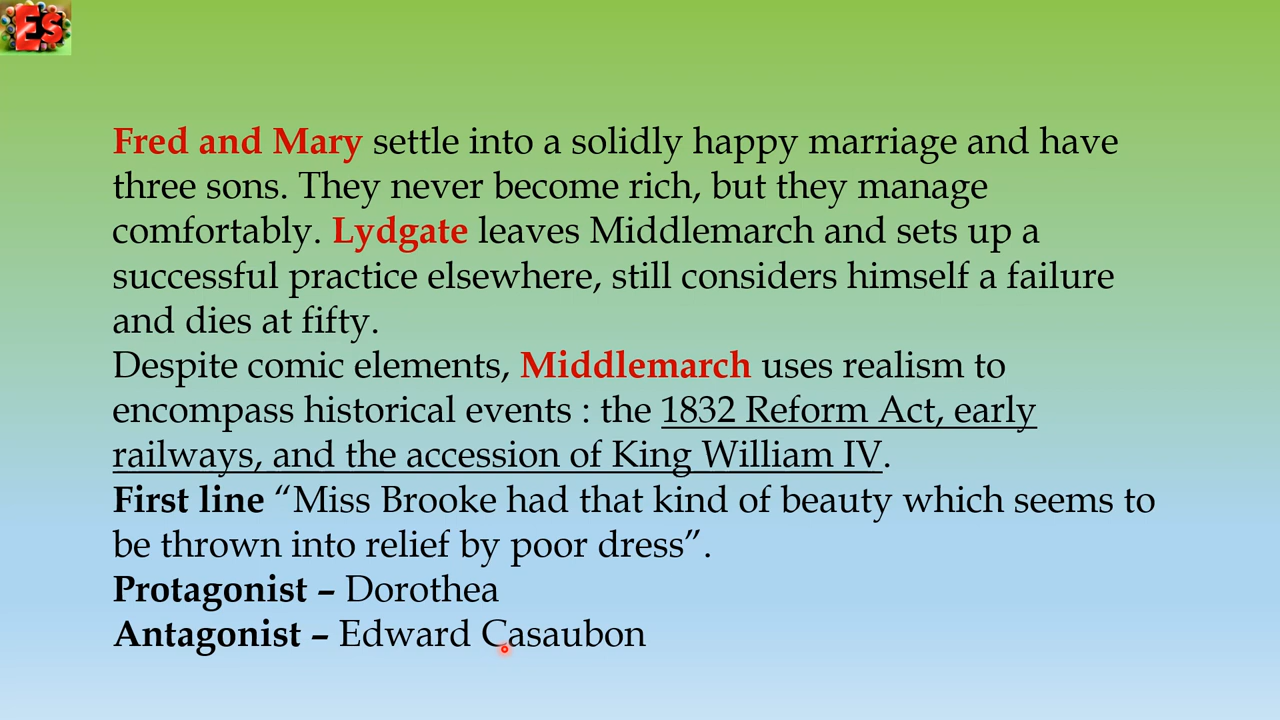 E2S
Fred and Mary settle into a solidly happy marriage and have
three sons. They never become rich, but they manage
comfortably. Lydgate leaves Middlemarch and sets up a
successful practice elsewhere, still considers himself a failure
and dies at fifty.
Despite comic elements, Middlemarch uses realism to
encompass historical events : the 1832 Reform Act, early
railways, and the accession of King William IV.
First line “Miss Brooke had that kind of beauty which seems to
be thrown into relief by poor dress”.
Protagonist – Dorothea
Antagonist – Edward Casaubon